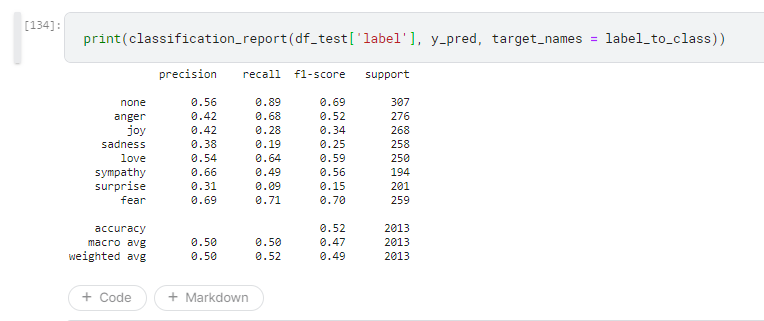 [134]:
print(classification_report(df_test['label'], y_pred, target_names = label_to_class))
precision recall f1-score support
none 0.56 0.89 0.69 307
anger 0.42 0.68 0.52 276
joy 0.42 0.28 0.34 268
sadness 0.38 0.19 0.25 258
love 0.54 0.64 0.59 250
sympathy 0.66 0.49 0.56 194
surprise 0.31 0.09 0.15 201
fear 0.69 0.71 0.70 259
accuracy 0.52 2013
macro avg 0.50 0.50 0.47 2013
weighted avg 0.50 0.52 0.49 2013
+ Code + Markdown